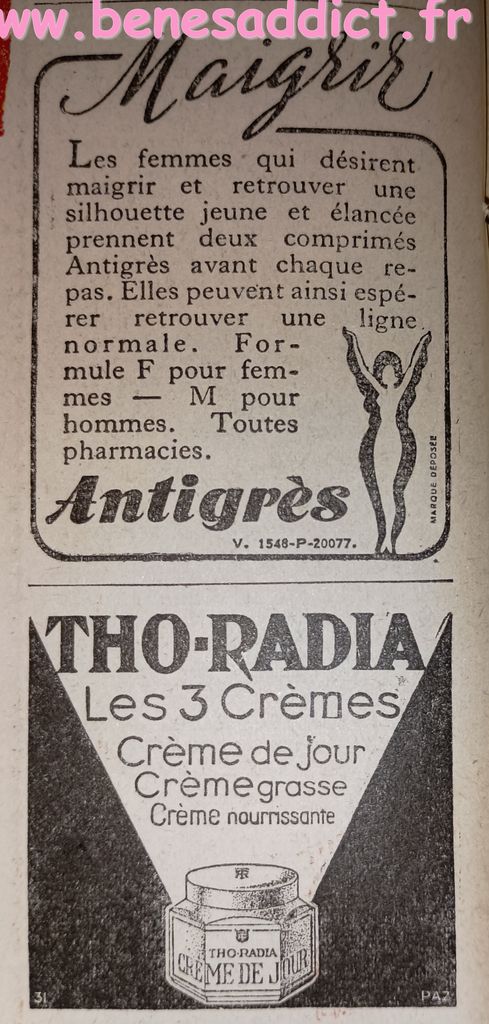 www.benesaddict.fr
Maigrir
Les femmes qui désirent
maigrir et retrouver une
silhouette jeune et élancée
prennent deux comprimés
Antigrès avant chaque re-
pas. Elles peuvent ainsi espé-
rer retrouver une ligne
normale. For-
mule F pour fem-
mes — M pour
hommes. Toutes
pharmacies.
MARQUE DÉPOSÉE
Antigrès
V. 1548-P-20077.
THO-RADIA
Les 3 Crèmes
Crème de jour
Crème grasse
Crème nourrissante
THO-RADIA
CRÈME DE JOUR
31